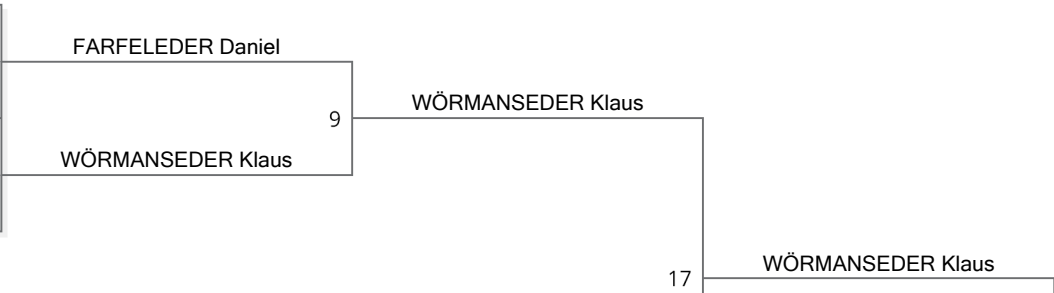 FARFELEDER Daniel
9
WÖRMANSEDER Klaus
WÖRMANSEDER Klaus
17
WÖRMANSEDER Klaus